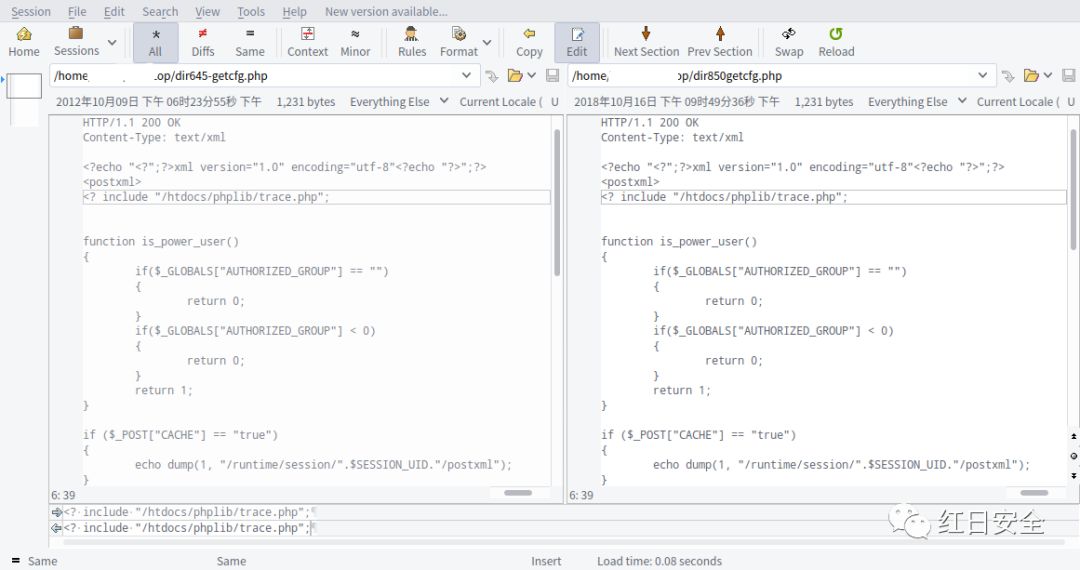 Session File Edit Search View Tools Help New version available...
Home Sessions All Diffs Same Context Minor Rules Format Copy Edit Next Section Prev Section Swap Reload
/home/ .op/dir645-getcfg.php /home/ op/dir850getcfg.php
2012年10月09日 下午 06时23分55秒 下午 1,231 bytes Everything Else Current Locale ( U 2018年10月16日 下午 09时49分36秒 下午 1,231 bytes Everything Else Current Locale ( U
HTTP/1.1 200 OK
Content-Type: text/xml
<?echo "<?";?>xml version="1.0" encoding="utf-8"<?echo "?>";?>
<postxml>
<? include "/htdocs/phplib/trace.php";
function is_power_user()
{
if($_GLOBALS["AUTHORIZED_GROUP"] == "")
{
return 0;
}
if($_GLOBALS["AUTHORIZED_GROUP"] < 0)
{
return 0;
}
return 1;
}
if ($_POST["CACHE"] == "true")
{
echo dump(1, "/runtime/session/".$SESSION_UID."/postxml");
}
6: 39
HTTP/1.1 200 OK
Content-Type: text/xml
<?echo "<?";?>xml version="1.0" encoding="utf-8"<?echo "?>";?>
<postxml>
<? include "/htdocs/phplib/trace.php";
function is_power_user()
{
if($_GLOBALS["AUTHORIZED_GROUP"] == "")
{
return 0;
}
if($_GLOBALS["AUTHORIZED_GROUP"] < 0)
{
return 0;
}
return 1;
}
if ($_POST["CACHE"] == "true")
{
echo dump(1, "/runtime/session/".$SESSION_UID."/postxml");
}
6: 39
<?·include·"/htdocs/phplib/trace.php";¶
<?·include·"/htdocs/phplib/trace.php";¶
红日安全
= Same Same Insert Load time: 0.08 seconds